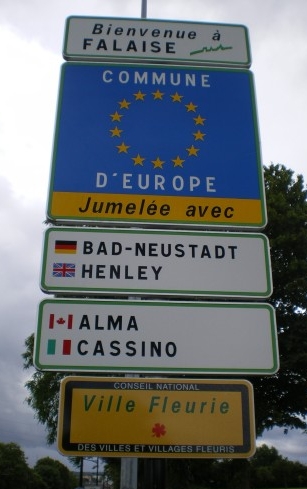 Bienvenue à
FALAISE
COMMUNE
D'EUROPE
Jumelée avec
BAD-NEUSTADT
HENLEY
ALMA
CASSINO
CONSEIL NATIONAL
Ville Fleurie
DES VILLES ET VILLAGES FLEURIS